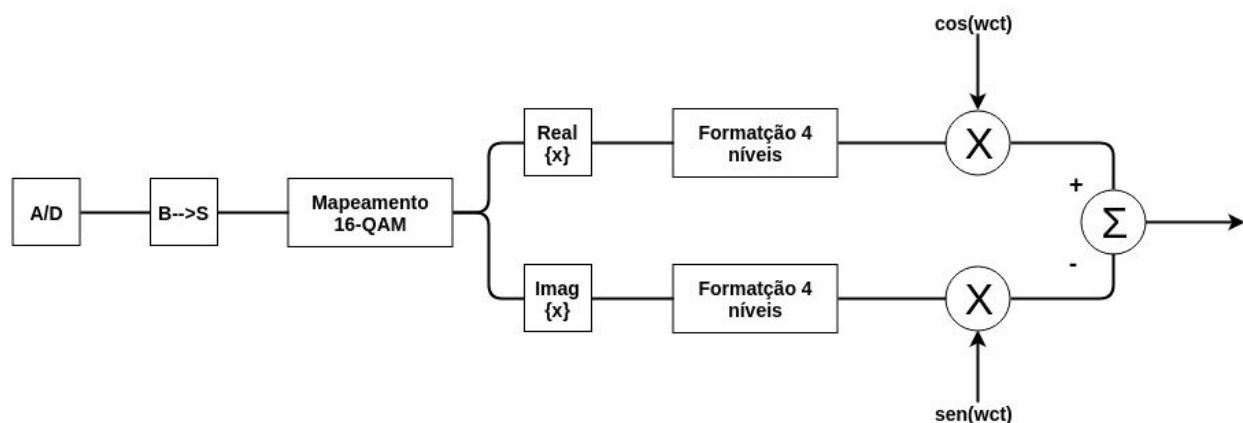 cos(wct)
Real
{x}
Formatção 4
níveis
X
A/D
B-->S
Mapeamento
16-QAM
+
Σ
-
Imag
{x}
Formatção 4
níveis
X
sen(wct)